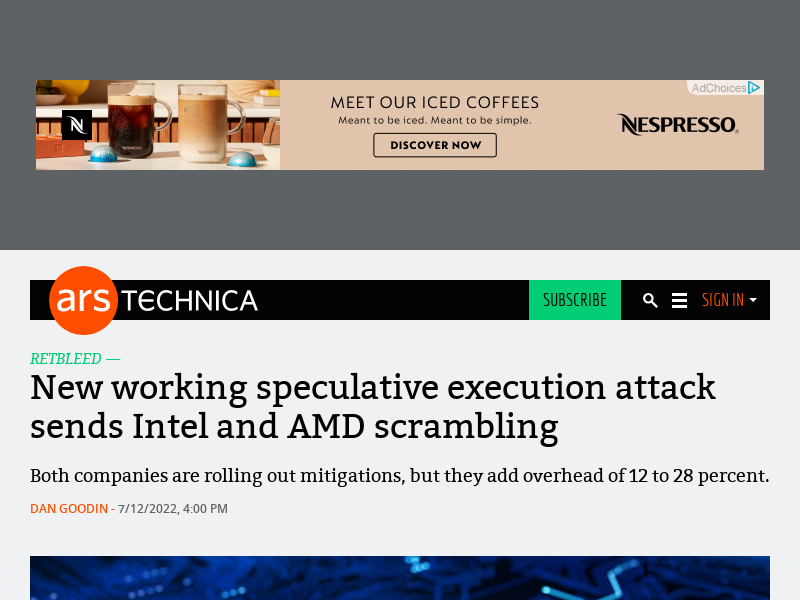 AdChoices
MEET OUR ICED COFFEES
Meant to be iced. Meant to be simple.
DISCOVER NOW
NESPRESSO
ars TECHNICA
SUBSCRIBE
SIGN IN
RETBLEED —
New working speculative execution attack
sends Intel and AMD scrambling
Both companies are rolling out mitigations, but they add overhead of 12 to 28 percent.
DAN GOODIN - 7/12/2022, 4:00 PM